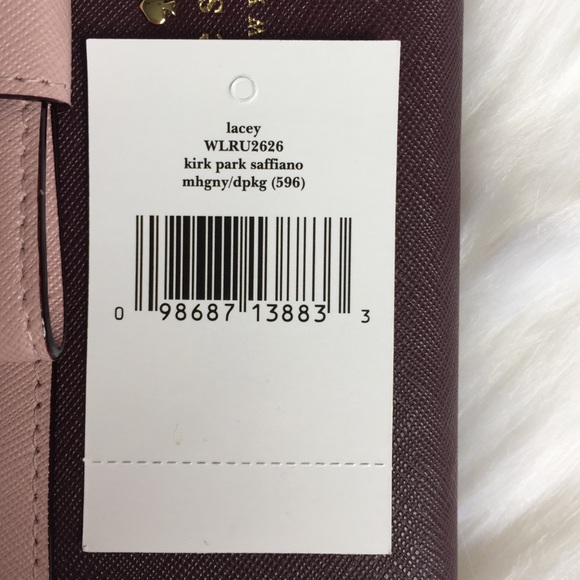 lacey
WLRU2626
kirk park saffiano
mhgny/dpkg (596)
0 98687 13883 3